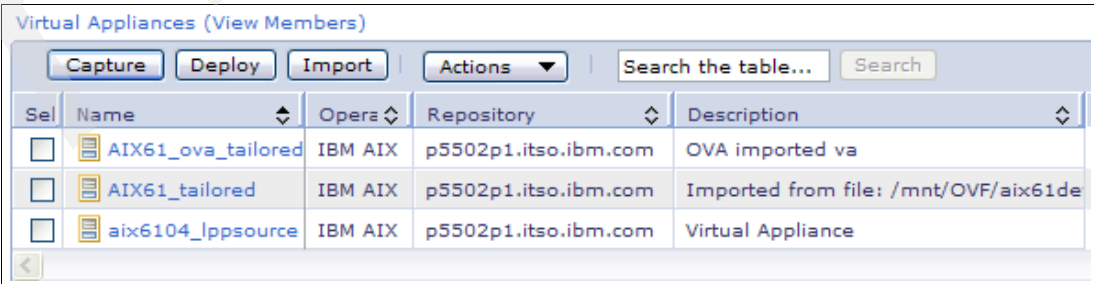 Virtual Appliances (View Members)
Capture Deploy Import Actions Search the table... Search
Sel Name Opera Repository Description
AIX61_ova_tailored IBM AIX p5502p1.itso.ibm.com OVA imported va
AIX61_tailored IBM AIX p5502p1.itso.ibm.com Imported from file: /mnt/OVF/aix61de
aix6104_lppsource IBM AIX p5502p1.itso.ibm.com Virtual Appliance